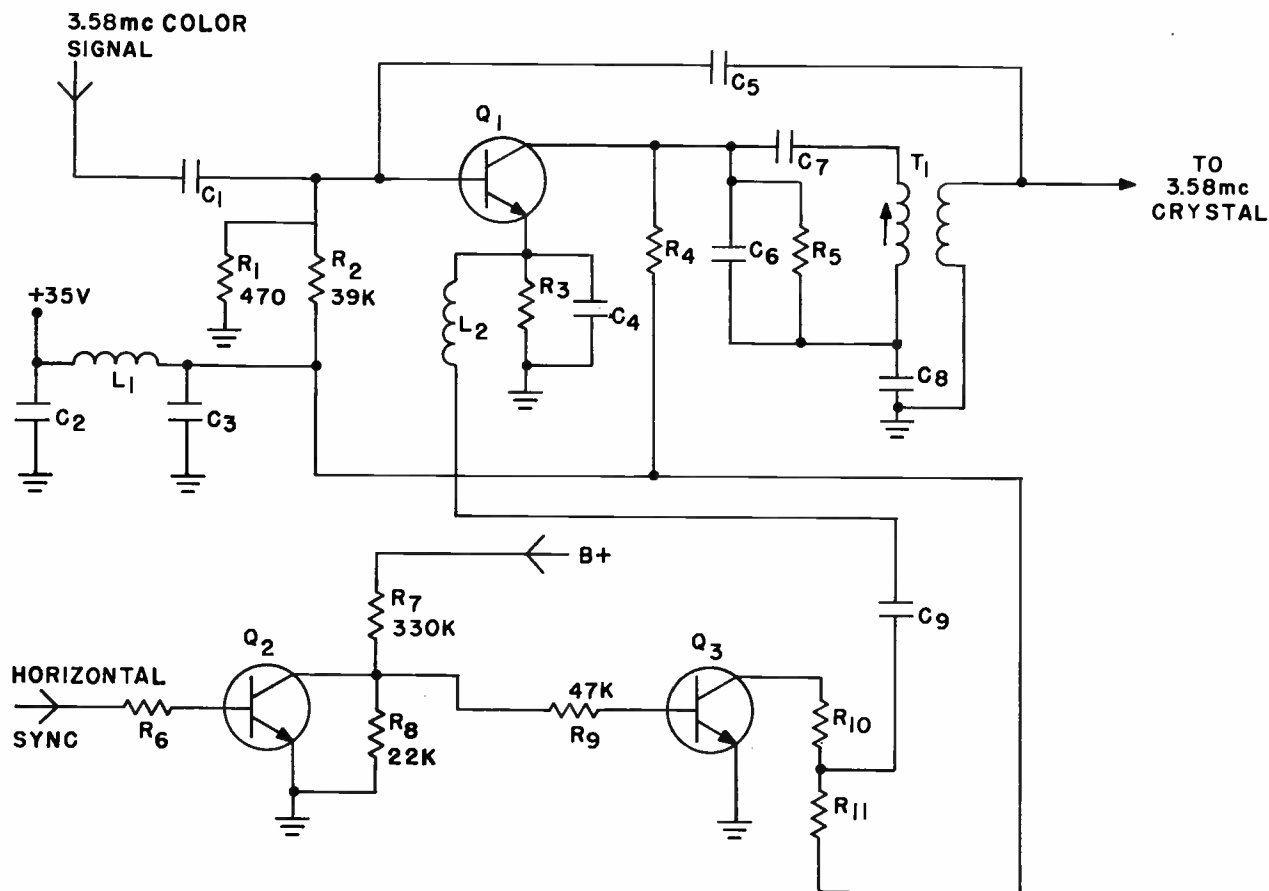 3.58mc COLOR
SIGNAL
C1
Q1
C5
C7
T1
TO
3.58mc
CRYSTAL
R1
470
R2
39K
R3
C4
L2
R4
C6
R5
C8
+35V
L1
C2
C3
B+
R7
330K
C9
Q2
Q3
HORIZONTAL
SYNC
R6
R8
22K
47K
R9
R10
R11